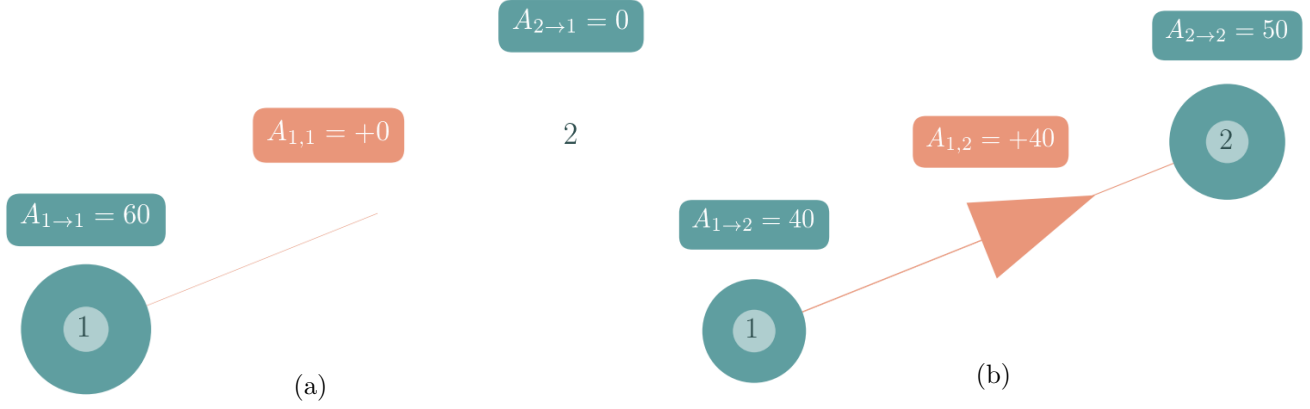 A_{2→1} = 0
A_{1,1} = +0
2
A_{1→1} = 60
1
(a)
A_{2→2} = 50
A_{1,2} = +40
2
A_{1→2} = 40
1
(b)